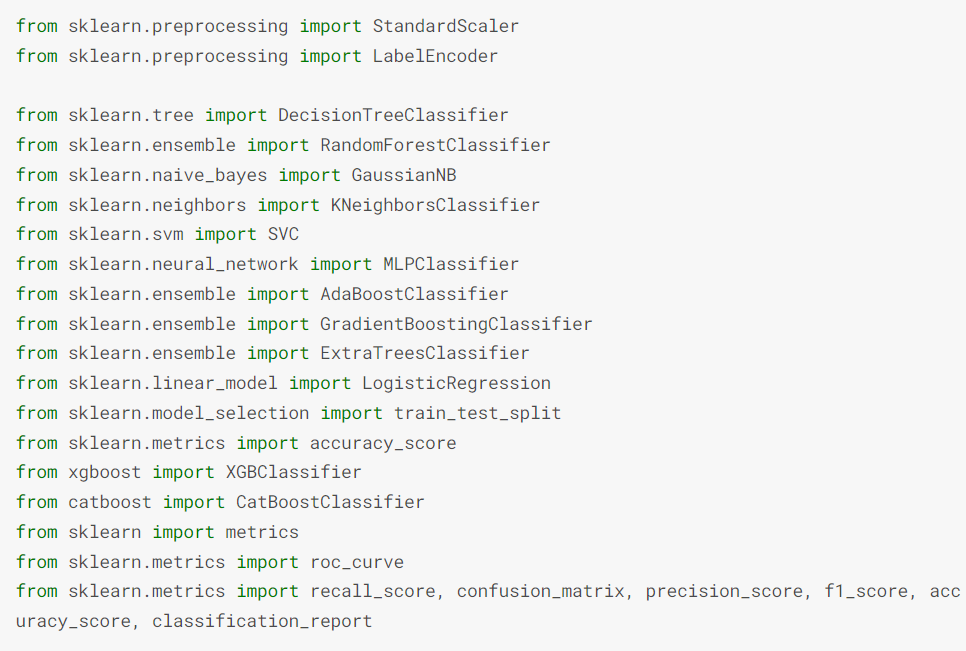 from sklearn.preprocessing import StandardScaler
from sklearn.preprocessing import LabelEncoder
from sklearn.tree import DecisionTreeClassifier
from sklearn.ensemble import RandomForestClassifier
from sklearn.naive_bayes import GaussianNB
from sklearn.neighbors import KNeighborsClassifier
from sklearn.svm import SVC
from sklearn.neural_network import MLPClassifier
from sklearn.ensemble import AdaBoostClassifier
from sklearn.ensemble import GradientBoostingClassifier
from sklearn.ensemble import ExtraTreesClassifier
from sklearn.linear_model import LogisticRegression
from sklearn.model_selection import train_test_split
from sklearn.metrics import accuracy_score
from xgboost import XGBClassifier
from catboost import CatBoostClassifier
from sklearn import metrics
from sklearn.metrics import roc_curve
from sklearn.metrics import recall_score, confusion_matrix, precision_score, f1_score, acc
uracy_score, classification_report